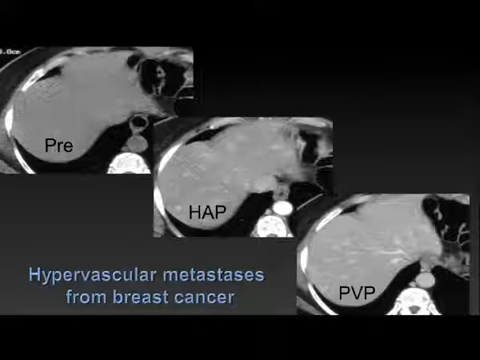 Pre
HAP
PVP
Hypervascular metastases
from breast cancer